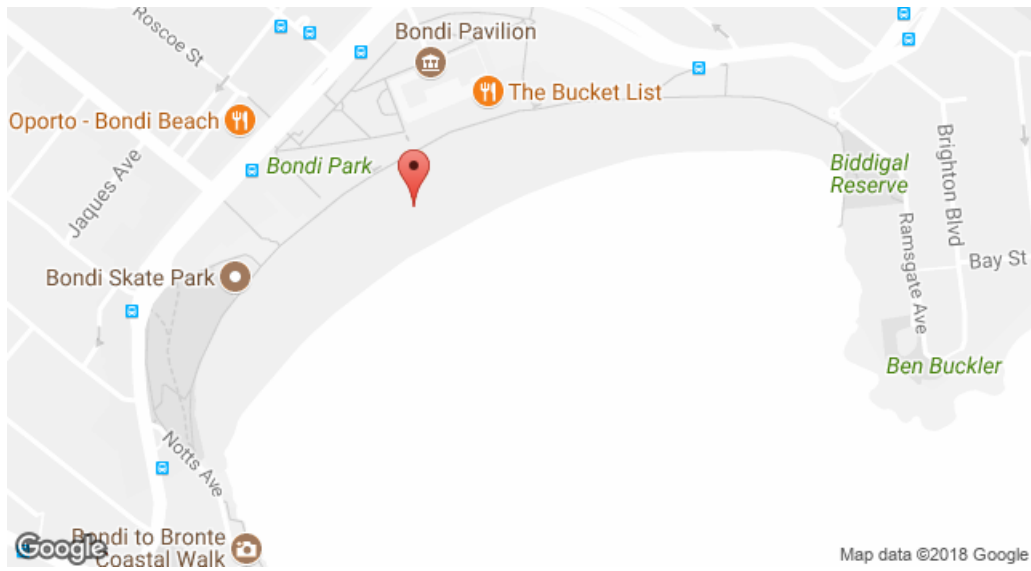 Roscoe St
Bondi Pavilion
The Bucket List
Oporto - Bondi Beach
Jaques Ave
Bondi Park
Biddigal
Reserve
Brighton Blvd
Ramsgate Ave
Bay St
Bondi Skate Park
Ben Buckler
Notts Ave
Bondi to Bronte
Coastal Walk
Google
Map data ©2018 Google